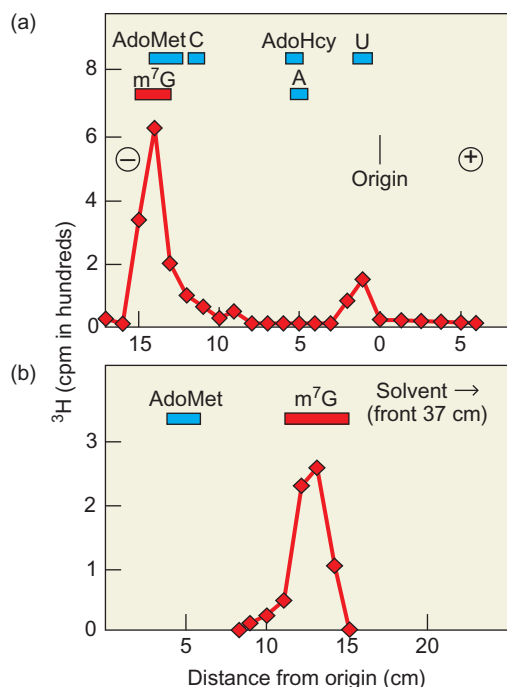 (a)
AdoMet C AdoHcy U
m⁷G A
8
6
4
2
0
− +
Origin
15 10 5 0 5
³H (cpm in hundreds)
(b)
AdoMet m⁷G Solvent →
(front 37 cm)
3
2
1
0
5 10 15 20
Distance from origin (cm)